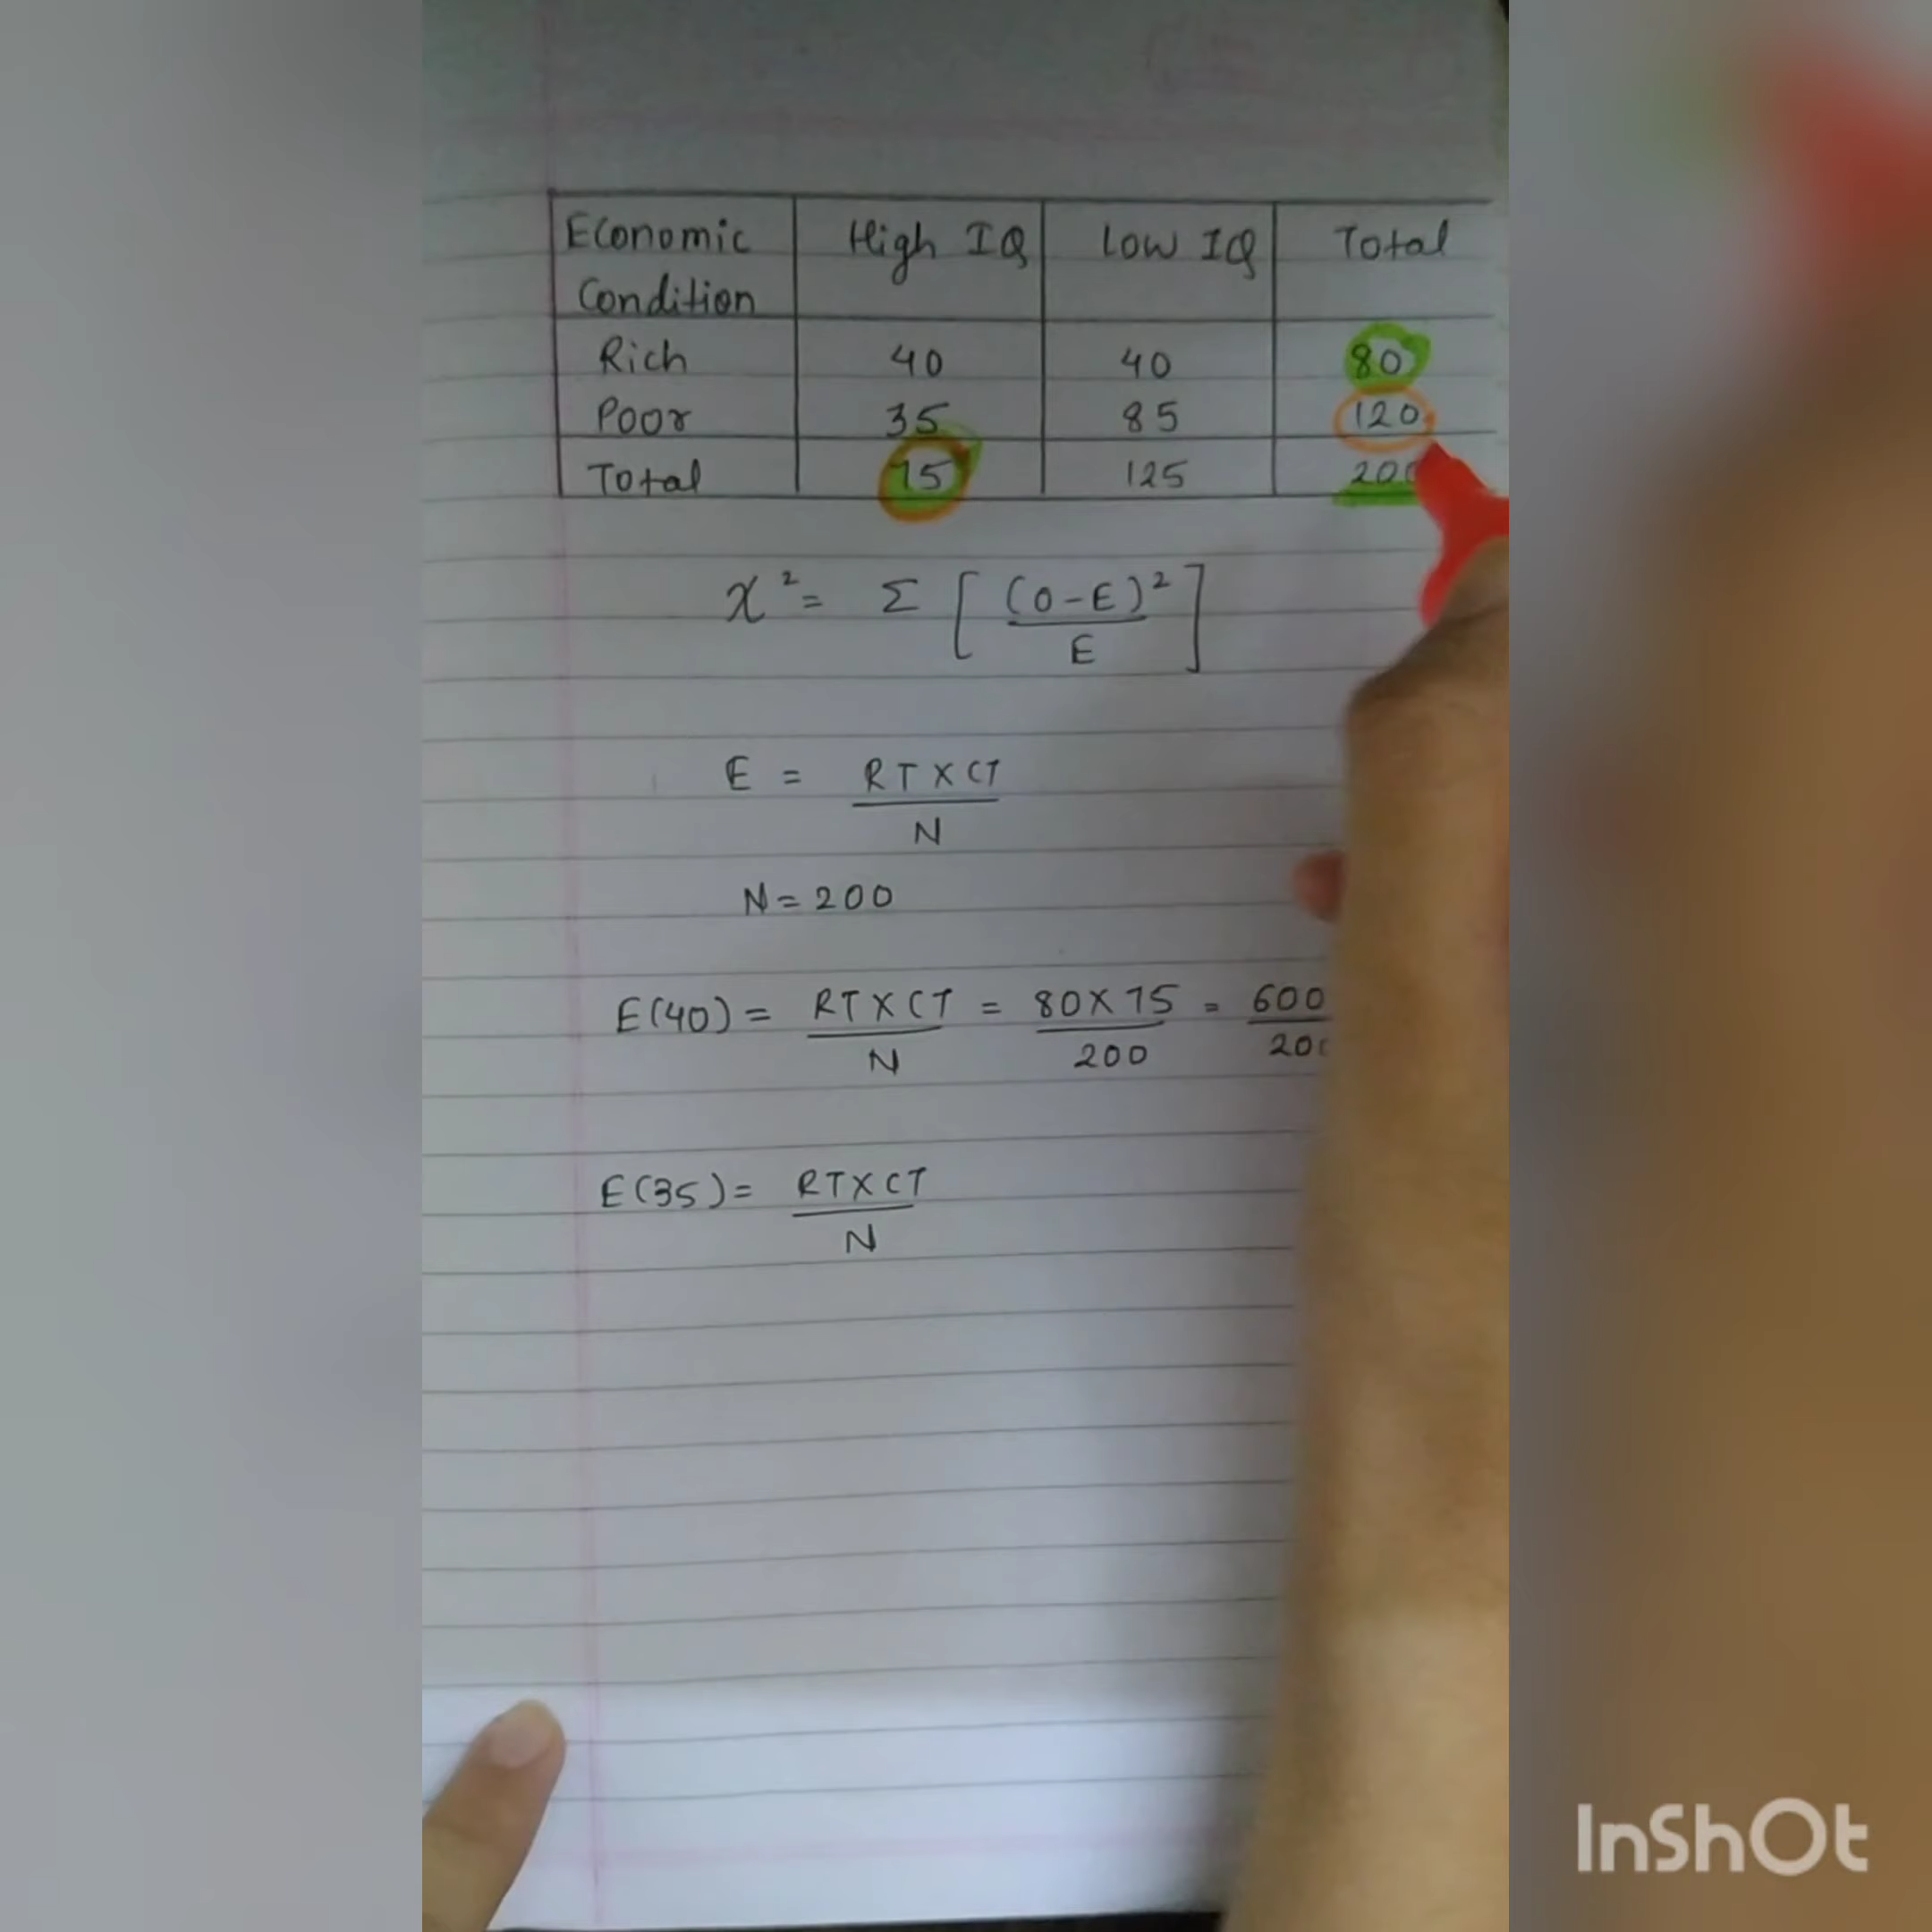 Economic Condition High IQ Low IQ Total
Rich 40 40 80
Poor 35 85 120
Total 75 125 200
χ² = Σ [ (O-E)² / E ]
E = RT X CT / N
N = 200
E(40) = RT X CT / N = 80 X 75 / 200 = 600
E(35) = RT X CT / N
InShOt